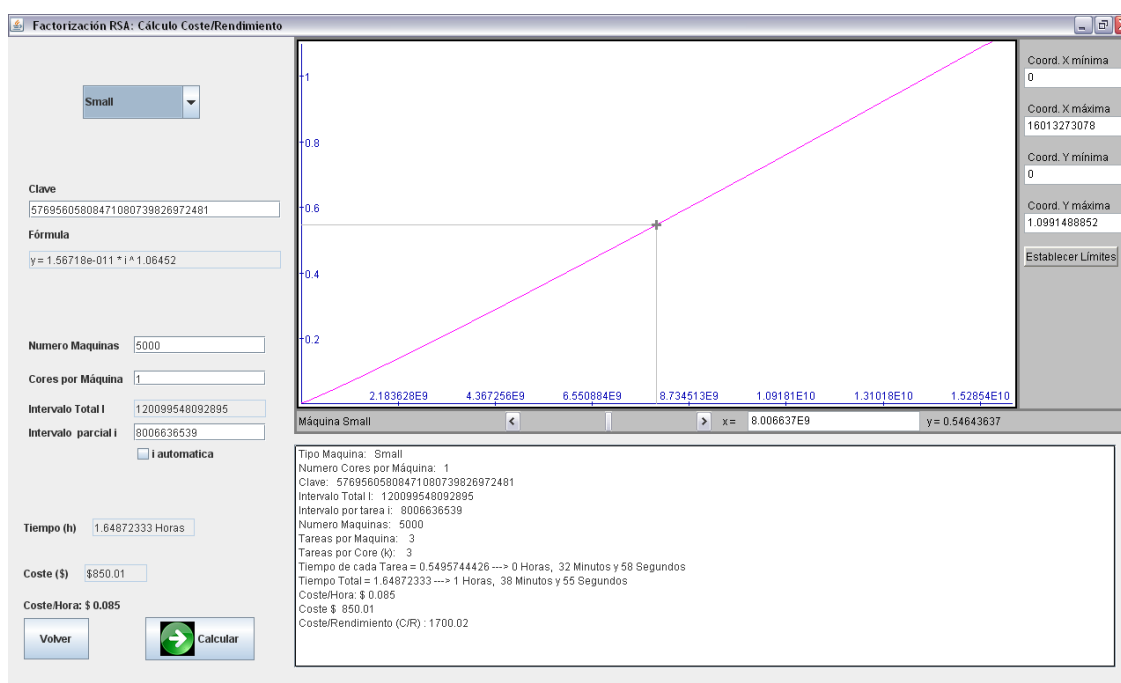 Factorización RSA: Cálculo Coste/Rendimiento
Small
Clave
576956058084710807398269724​81
Fórmula
y = 1.56718e-011 * i ^ 1.06452
Numero Maquinas 5000
Cores por Máquina 1
Intervalo Total I 120099548092895
Intervalo parcial i 8006636539
i automatica
Tiempo (h) 1.64872333 Horas
Coste ($) $850.01
Coste/Hora: $ 0.085
Volver
Calcular
1
0.8
0.6
0.4
0.2
2.183628E9 4.367256E9 6.550884E9 8.734513E9 1.09181E10 1.31018E10 1.52854E10
Máquina Small x = 8.006637E9 y = 0.54643637
Coord. X mínima
0
Coord. X máxima
16013273078
Coord. Y mínima
0
Coord. Y máxima
1.0991488852
Establecer Límites
Tipo Maquina: Small
Numero Cores por Máquina: 1
Clave: 57695605808471080739826972481
Intervalo Total I: 120099548092895
Intervalo por tarea i: 8006636539
Numero Maquinas: 5000
Tareas por Maquina: 3
Tareas por Core (k): 3
Tiempo de cada Tarea = 0.5495744426 ---> 0 Horas, 32 Minutos y 58 Segundos
Tiempo Total = 1.64872333 ---> 1 Horas, 38 Minutos y 55 Segundos
Coste/Hora: $ 0.085
Coste $ 850.01
Coste/Rendimiento (C/R) : 1700.02